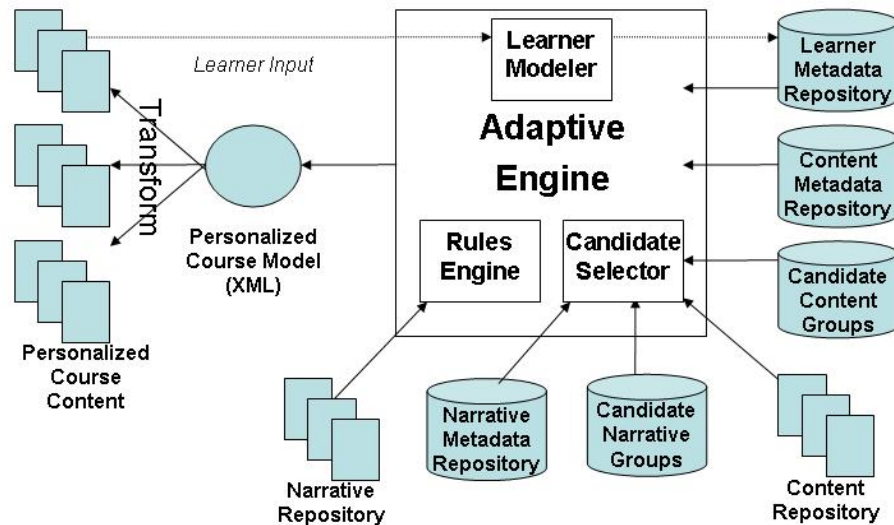 Learner Input
Learner
Modeler
Learner
Metadata
Repository
Transform
Adaptive
Engine
Content
Metadata
Repository
Personalized
Course Model
(XML)
Rules
Engine
Candidate
Selector
Candidate
Content
Groups
Personalized
Course
Content
Narrative
Repository
Narrative
Metadata
Repository
Candidate
Narrative
Groups
Content
Repository